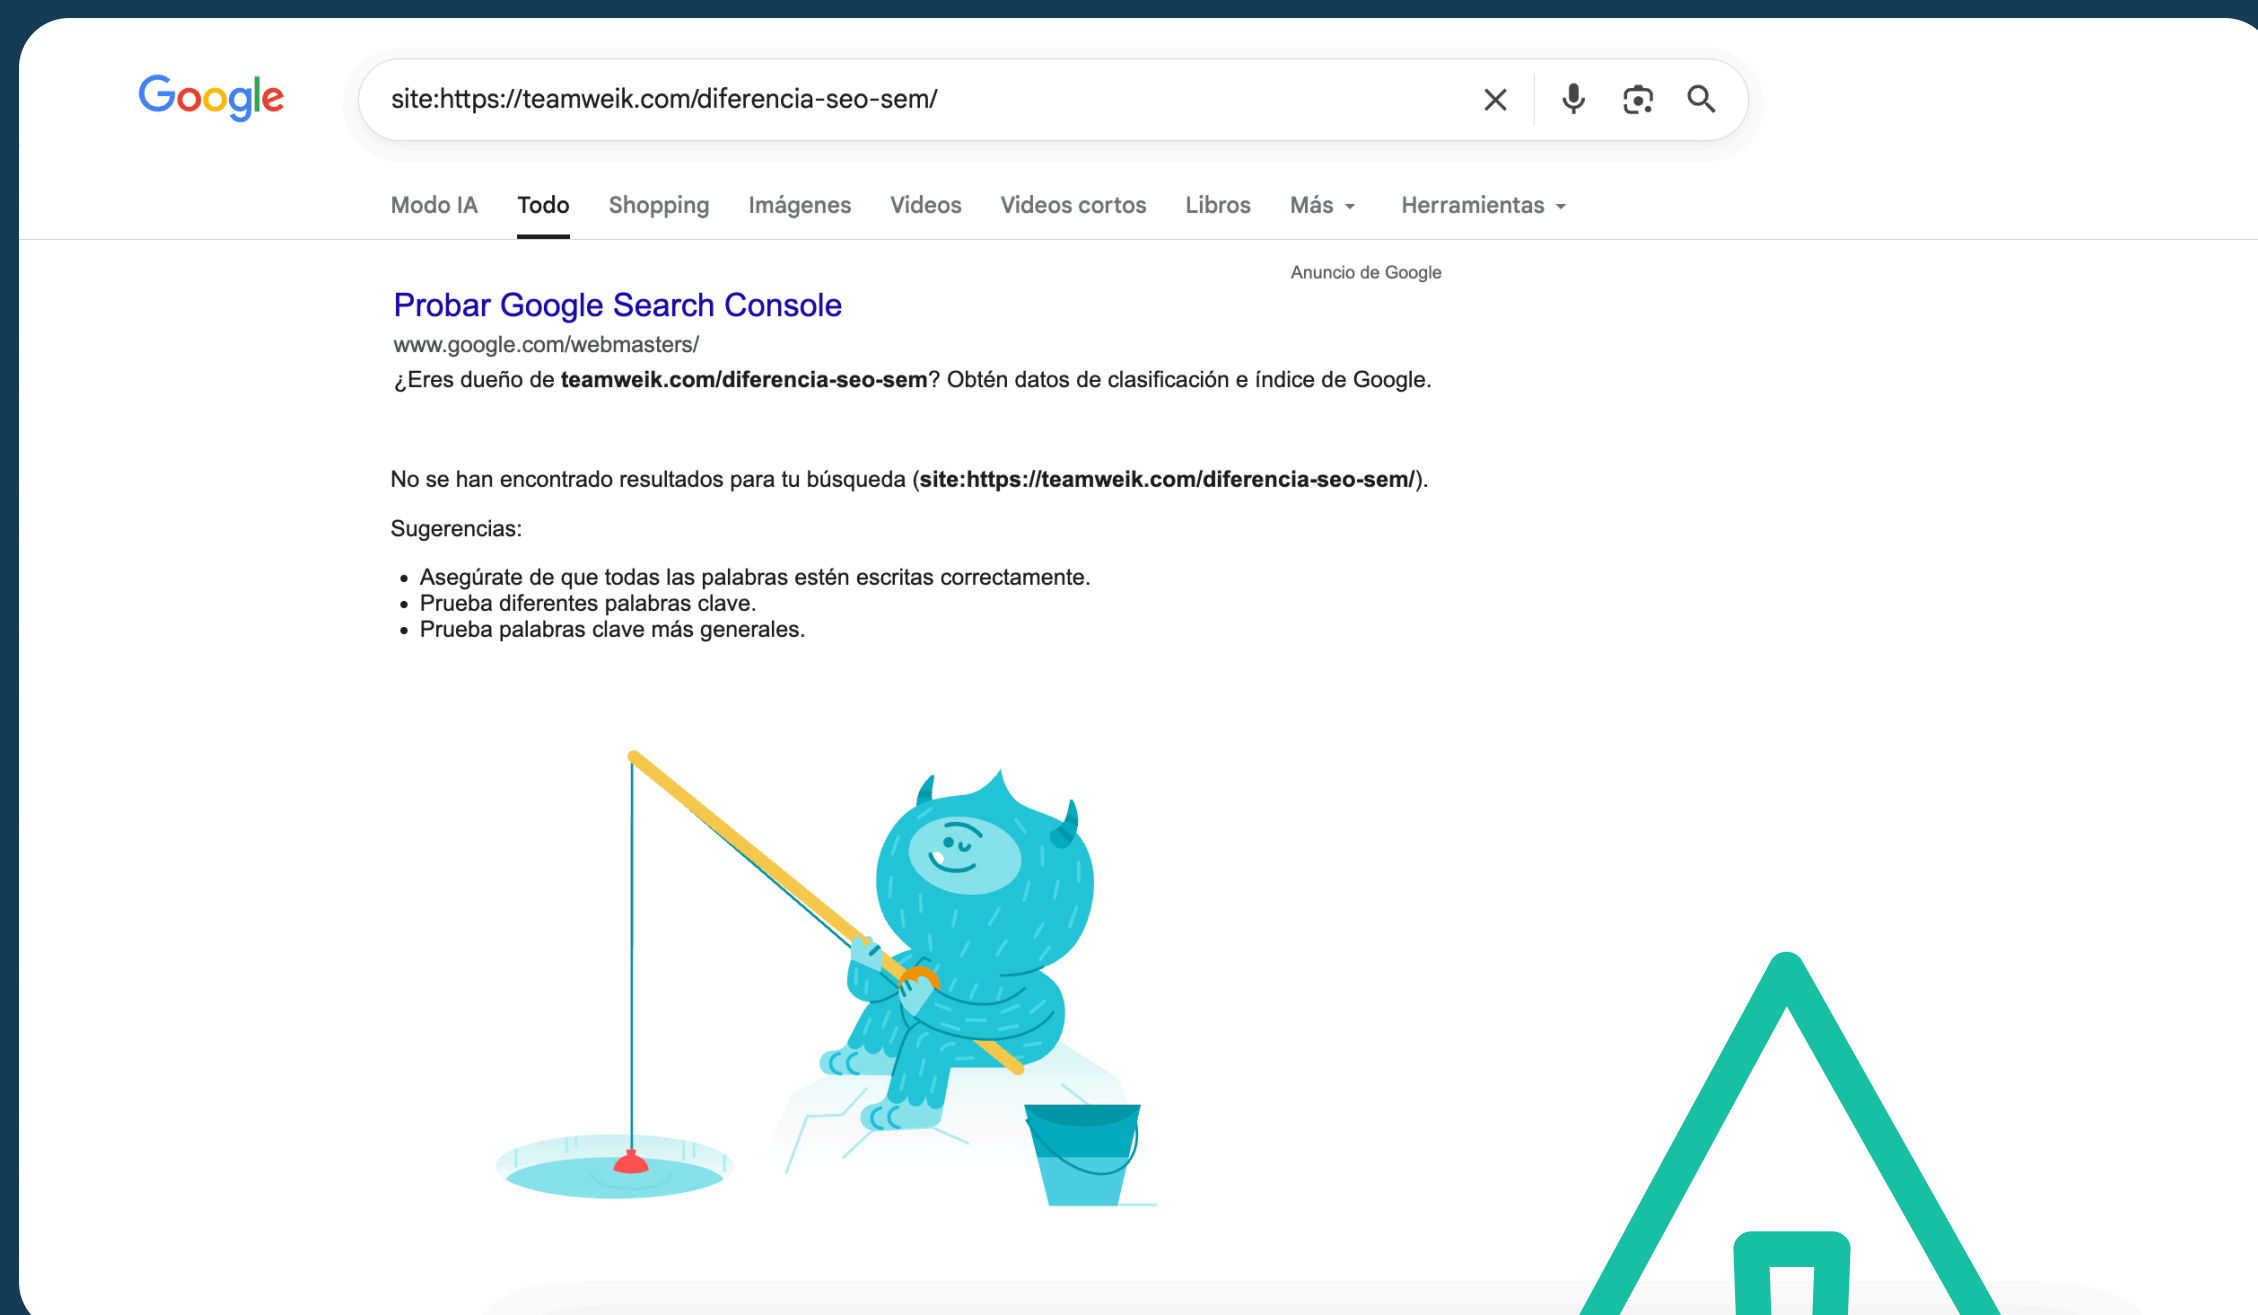 Google
site:https://teamweik.com/diferencia-seo-sem/
Modo IA Todo Shopping Imágenes Videos Videos cortos Libros Más Herramientas
Anuncio de Google
Probar Google Search Console
www.google.com/webmasters/
¿Eres dueño de teamweik.com/diferencia-seo-sem? Obtén datos de clasificación e índice de Google.
No se han encontrado resultados para tu búsqueda (site:https://teamweik.com/diferencia-seo-sem/).
Sugerencias:
• Asegúrate de que todas las palabras estén escritas correctamente.
• Prueba diferentes palabras clave.
• Prueba palabras clave más generales.